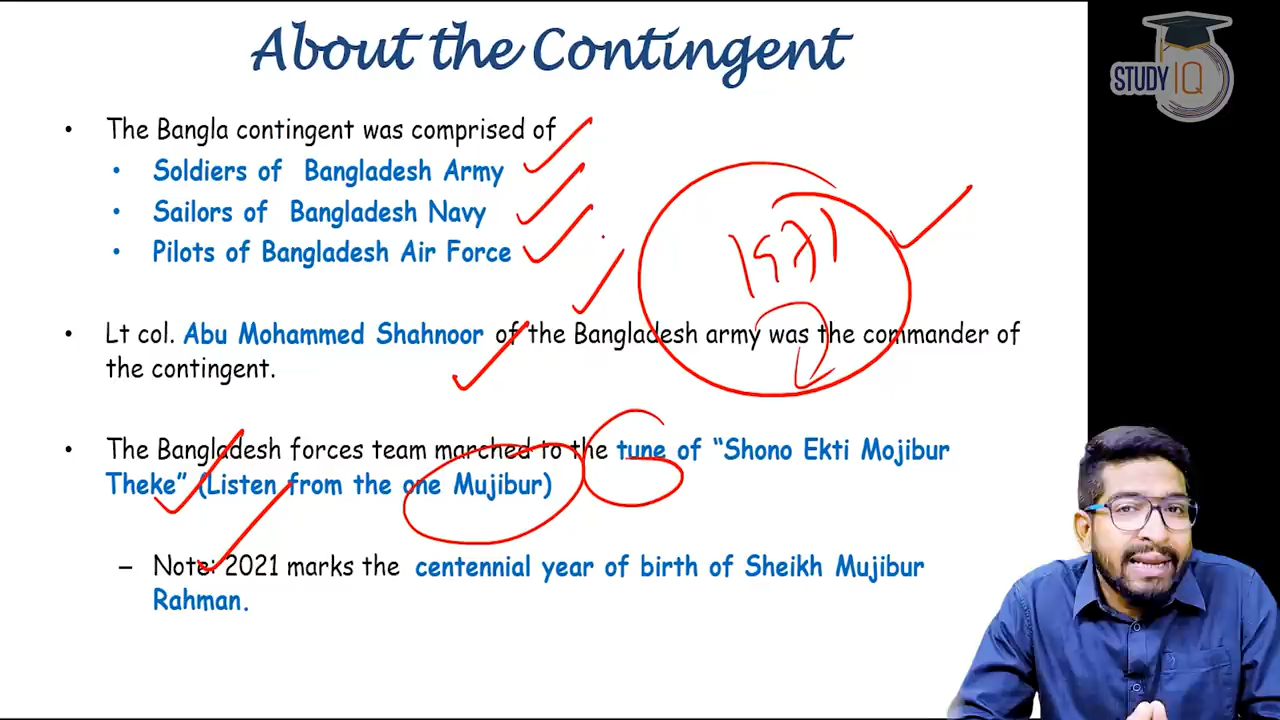 About the Contingent
STUDY IQ
• The Bangla contingent was comprised of
• Soldiers of Bangladesh Army
• Sailors of Bangladesh Navy
• Pilots of Bangladesh Air Force
1971
• Lt col. Abu Mohammed Shahnoor of the Bangladesh army was the commander of
the contingent.
• The Bangladesh forces team marched to the tune of “Shono Ekti Mojibur
Theke” (Listen from the one Mujibur)
– Note: 2021 marks the centennial year of birth of Sheikh Mujibur
Rahman.